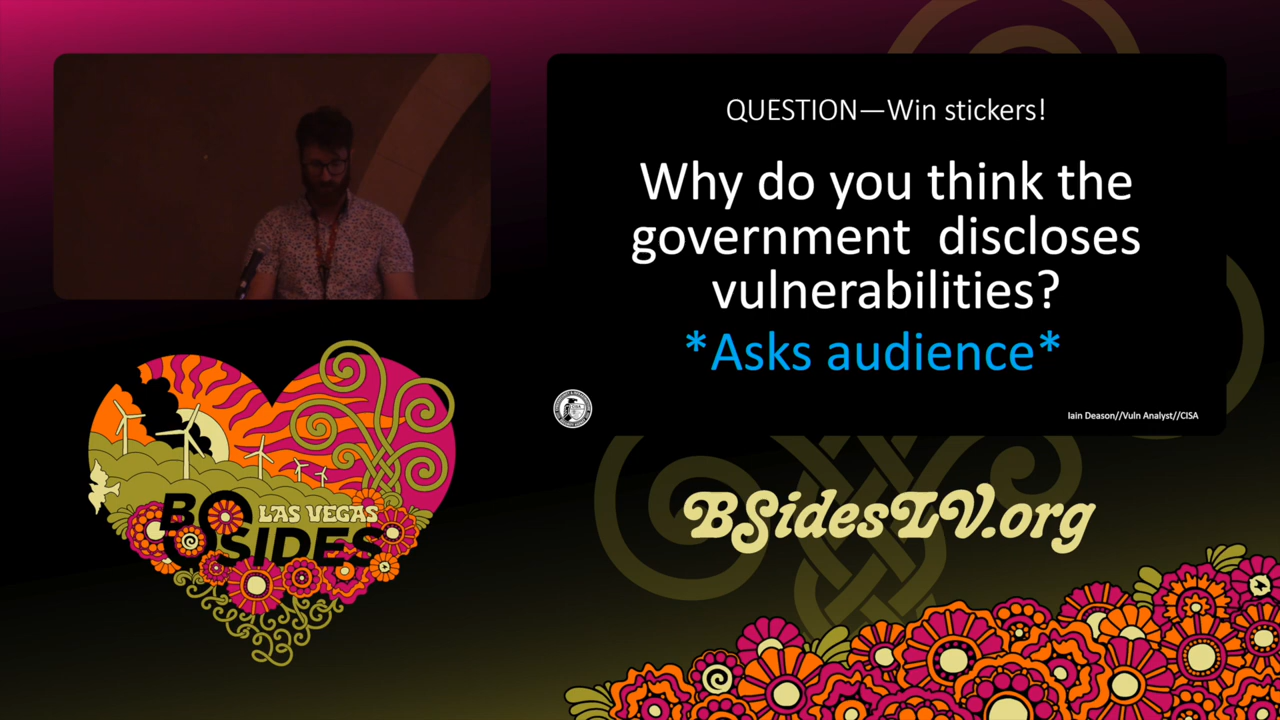 QUESTION—Win stickers!
Why do you think the
government  discloses
vulnerabilities?
*Asks audience*
Iain Deason//Vuln Analyst//CISA
LAS VEGAS
BSIDES
BSidesLV.org